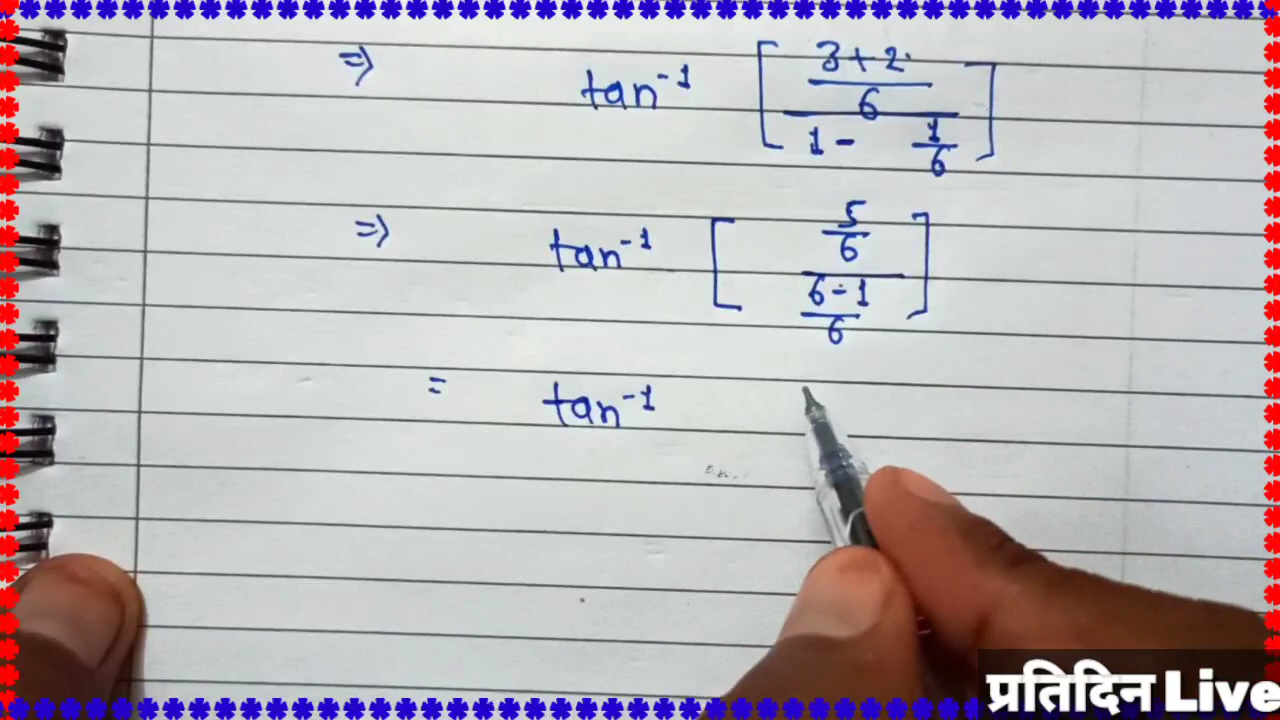 ⇒ tan⁻¹ [ ((3+2)/6) / (1 - 1/6) ]
⇒ tan⁻¹ [ (5/6) / ((6-1)/6) ]
= tan⁻¹
प्रतिदिन Live